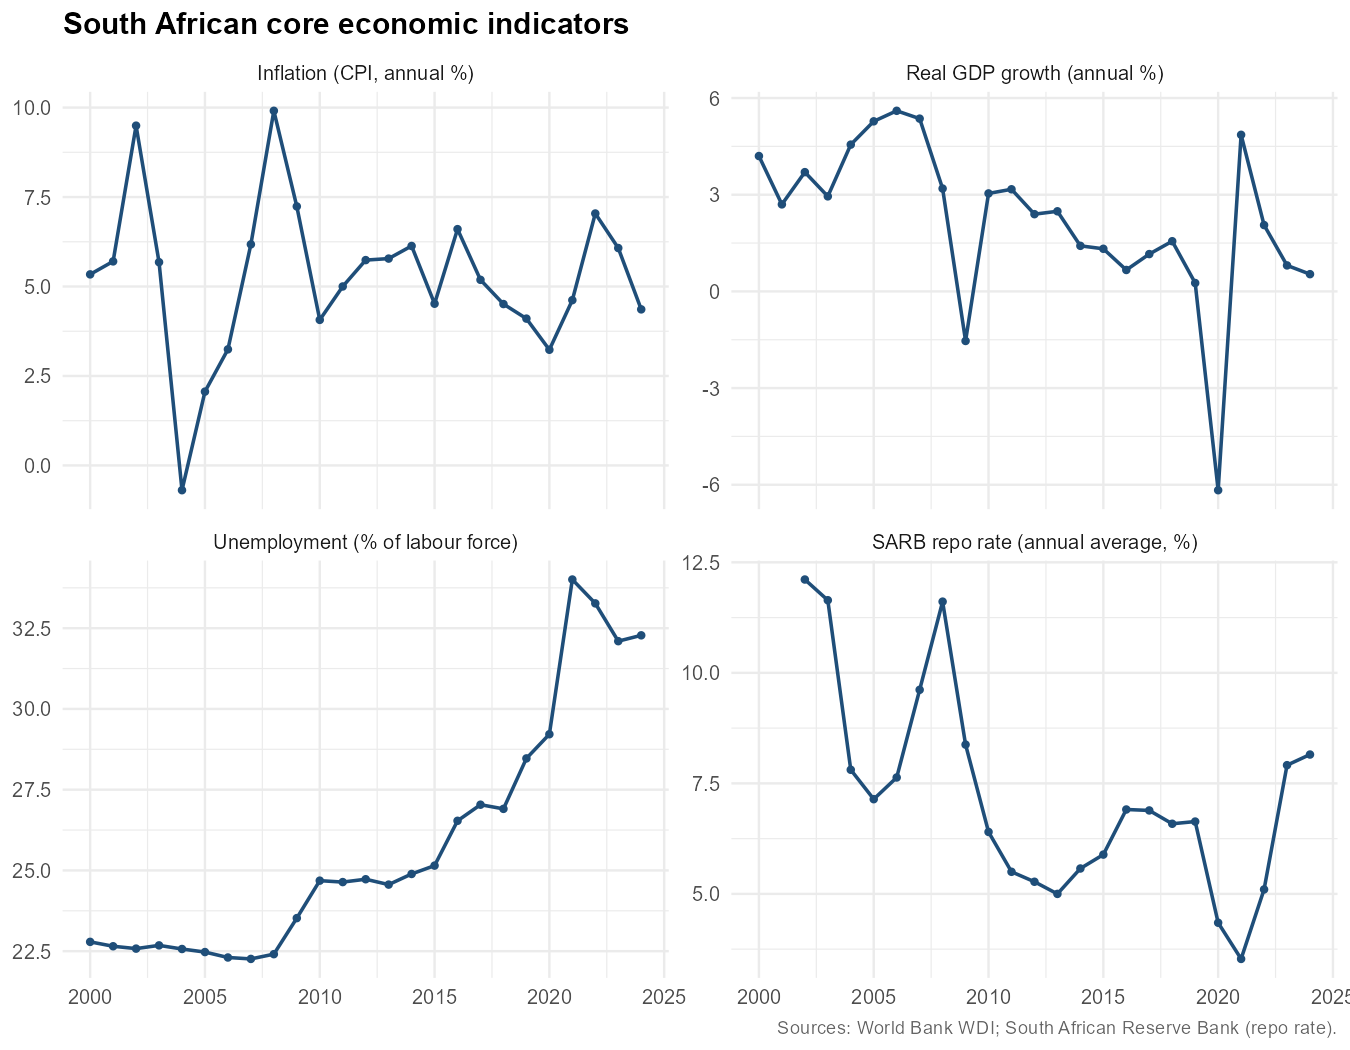 South African core economic indicators
Inflation (CPI, annual %)
Real GDP growth (annual %)
10.0
7.5
5.0
2.5
0.0
6
3
0
-3
-6
Unemployment (% of labour force)
SARB repo rate (annual average, %)
32.5
30.0
27.5
25.0
22.5
12.5
10.0
7.5
5.0
2000 2005 2010 2015 2020 2025
2000 2005 2010 2015 2020 2025
Sources: World Bank WDI; South African Reserve Bank (repo rate).